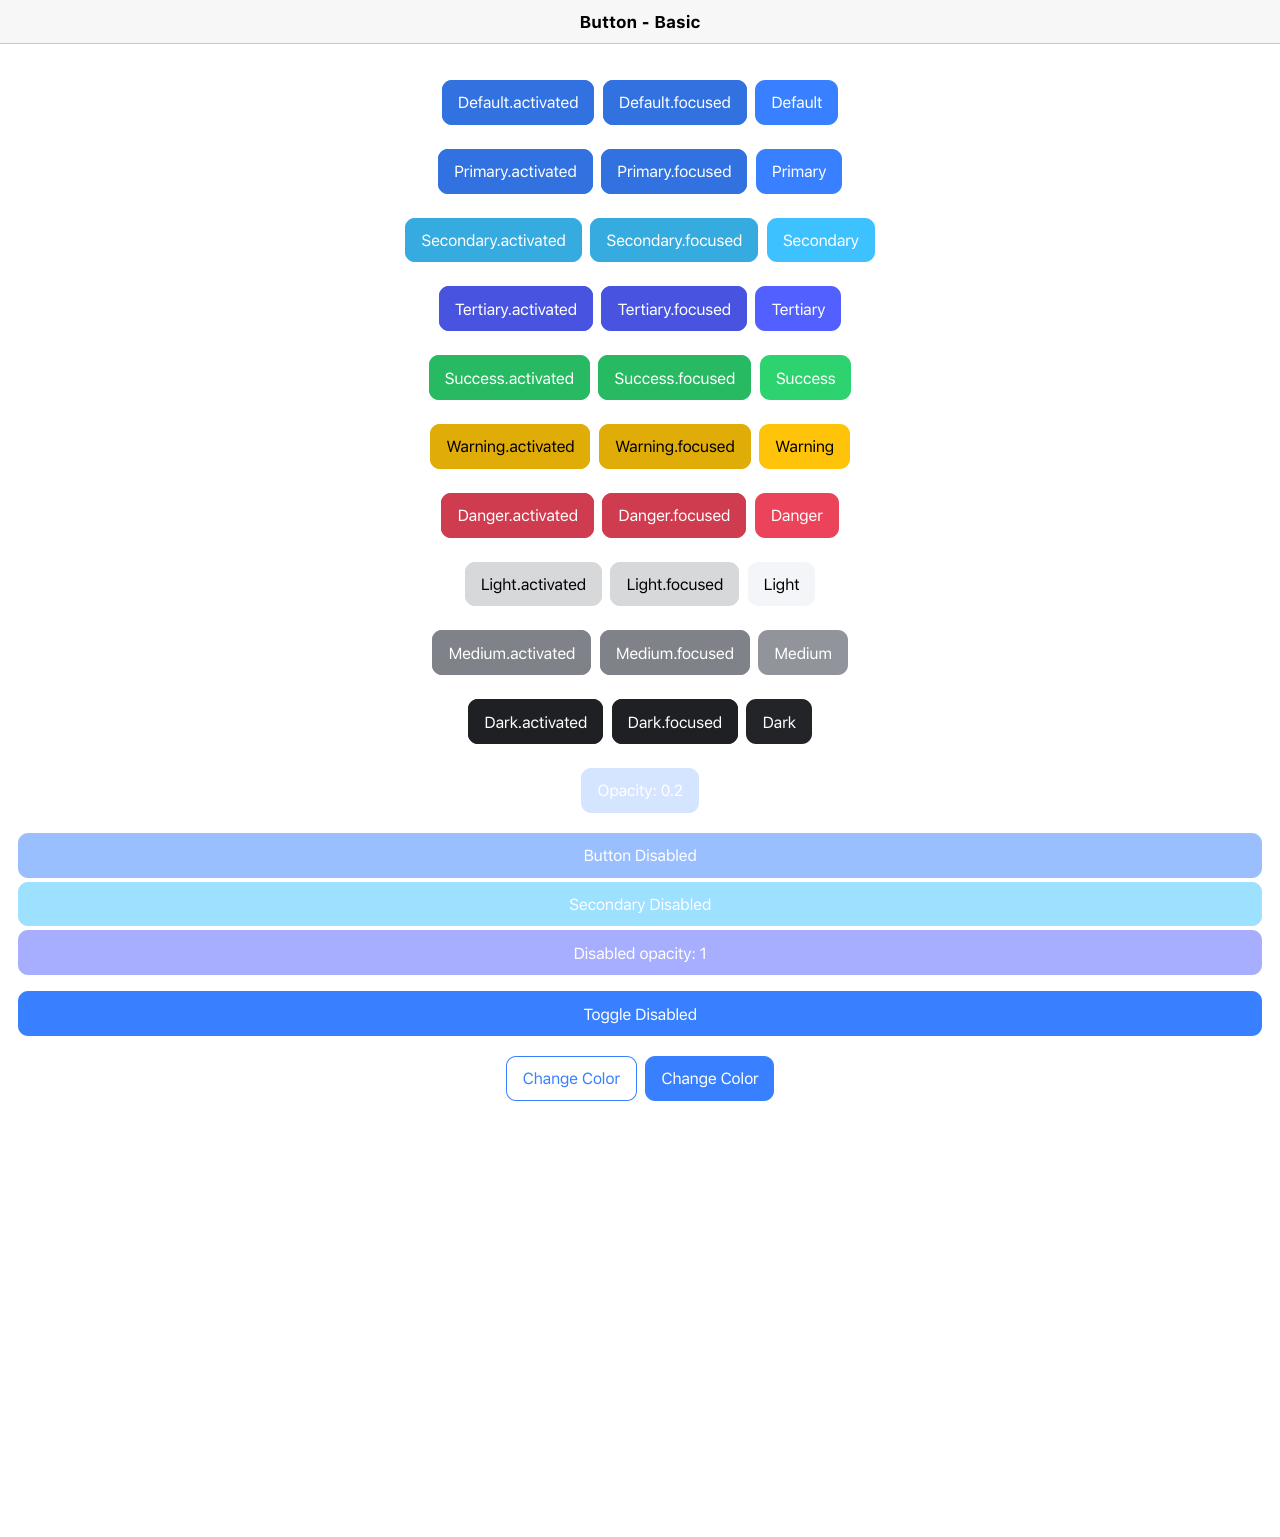 Button - Basic
Default.activated Default.focused Default
Primary.activated Primary.focused Primary
Secondary.activated Secondary.focused Secondary
Tertiary.activated Tertiary.focused Tertiary
Success.activated Success.focused Success
Warning.activated Warning.focused Warning
Danger.activated Danger.focused Danger
Light.activated Light.focused Light
Medium.activated Medium.focused Medium
Dark.activated Dark.focused Dark
Opacity: 0.2
Button Disabled
Secondary Disabled
Disabled opacity: 1
Toggle Disabled
Change Color Change Color